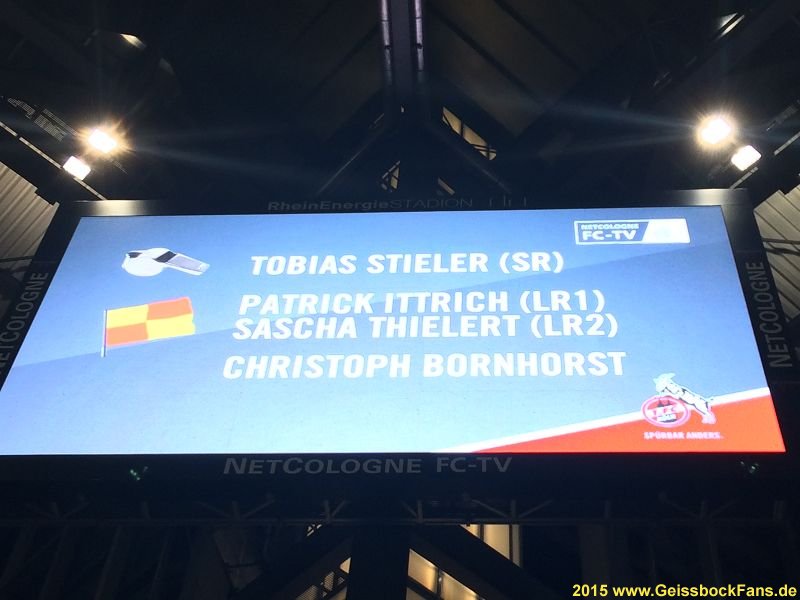 RheinEnergieSTADION
NETCOLOGNE
FC-TV
TOBIAS STIELER (SR)
PATRICK ITTRICH (LR1)
SASCHA THIELERT (LR2)
CHRISTOPH BORNHORST
SPÜRBAR ANDERS.
NETCOLOGNE
NETCOLOGNE
NETCOLOGNE FC-TV
2015 www.GeissbockFans.de